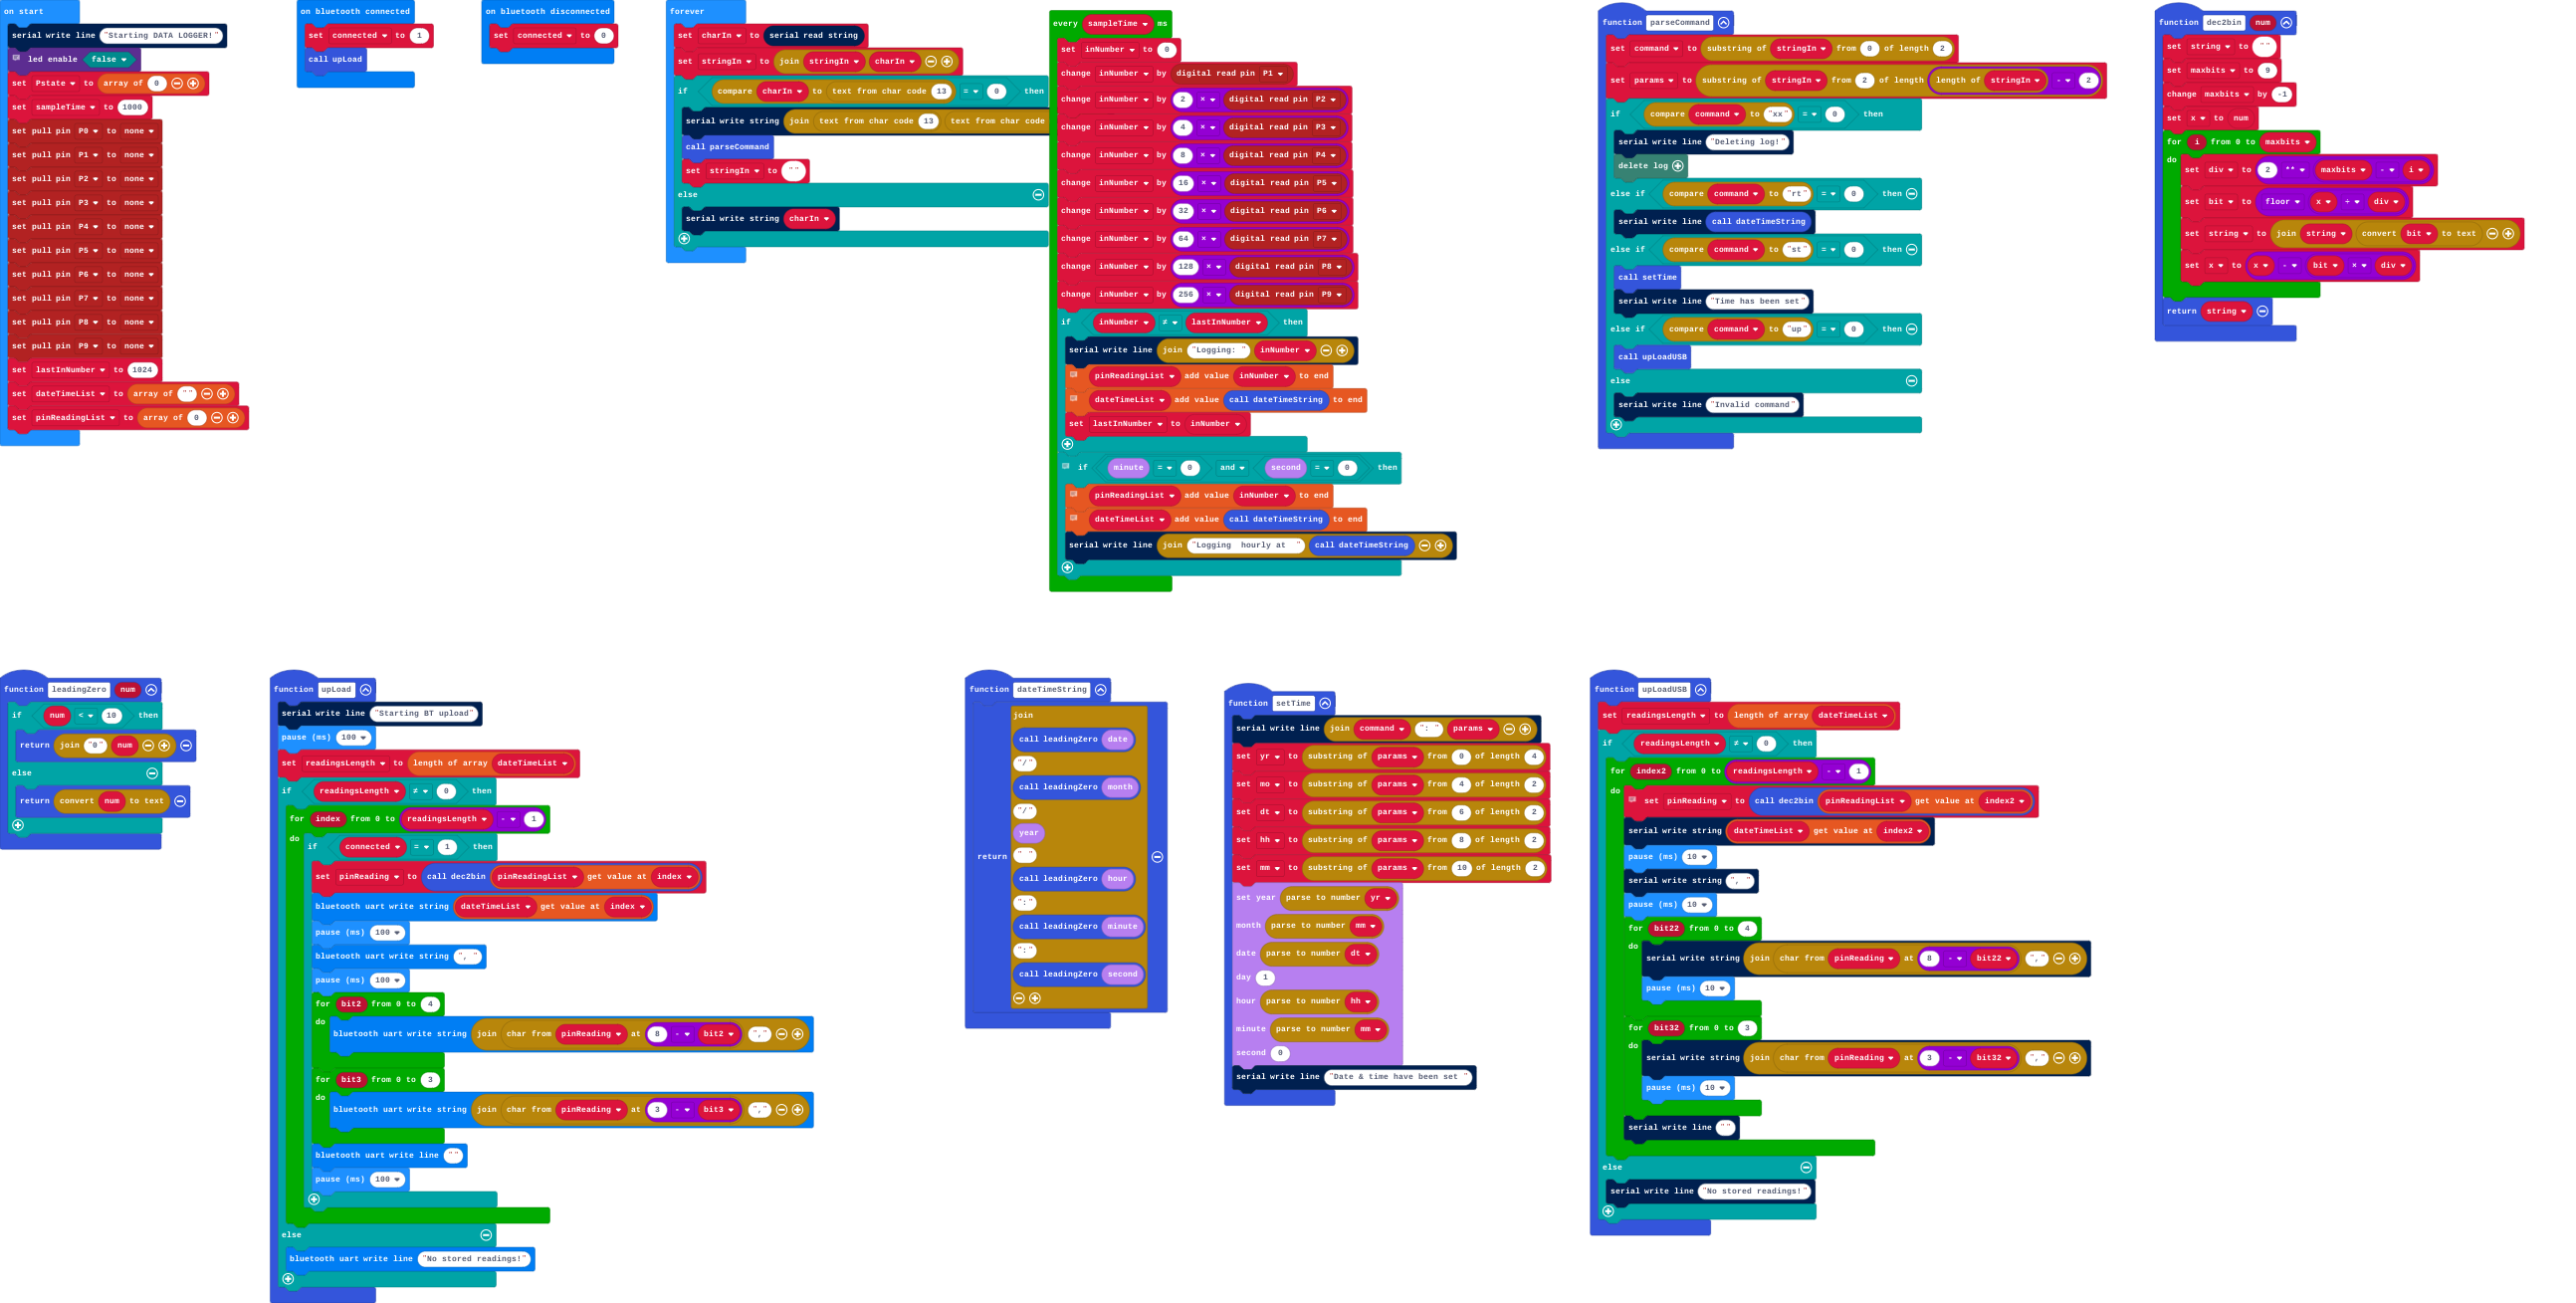 on start
serial write line "Starting DATA LOGGER!"
led enable false
set Pstate to array of 0
set sampleTime to 1000
set pull pin P0 to none
set pull pin P1 to none
set pull pin P2 to none
set pull pin P3 to none
set pull pin P4 to none
set pull pin P5 to none
set pull pin P6 to none
set pull pin P7 to none
set pull pin P8 to none
set pull pin P9 to none
set lastInNumber to 1024
set dateTimeList to array of ""
set pinReadingList to array of 0
on bluetooth connected
set connected to 1
call upLoad
on bluetooth disconnected
set connected to 0
forever
set charIn to serial read string
set stringIn to join stringIn charIn
if compare charIn to text from char code 13 = 0 then
serial write string join text from char code 13 text from char code
call parseCommand
set stringIn to ""
else
serial write string charIn
every sampleTime ms
set inNumber to 0
change inNumber by digital read pin P1
change inNumber by 2 × digital read pin P2
change inNumber by 4 × digital read pin P3
change inNumber by 8 × digital read pin P4
change inNumber by 16 × digital read pin P5
change inNumber by 32 × digital read pin P6
change inNumber by 64 × digital read pin P7
change inNumber by 128 × digital read pin P8
change inNumber by 256 × digital read pin P9
if inNumber ≠ lastInNumber then
serial write line join "Logging: " inNumber
pinReadingList add value inNumber to end
dateTimeList add value call dateTimeString to end
set lastInNumber to inNumber
if minute = 0 and second = 0 then
pinReadingList add value inNumber to end
dateTimeList add value call dateTimeString to end
serial write line join "Logging  hourly at  " call dateTimeString
function parseCommand
set command to substring of stringIn from 0 of length 2
set params to substring of stringIn from 2 of length length of stringIn - 2
if compare command to "xx" = 0 then
serial write line "Deleting log!"
delete log
else if compare command to "rt" = 0 then
serial write line call dateTimeString
else if compare command to "st" = 0 then
call setTime
serial write line "Time has been set"
else if compare command to "up" = 0 then
call upLoadUSB
else
serial write line "Invalid command"
function dec2bin num
set string to ""
set maxbits to 9
change maxbits by -1
set x to num
for i from 0 to maxbits
do
set div to 2 ** maxbits - i
set bit to floor x ÷ div
set string to join string convert bit to text
set x to x - bit × div
return string
function leadingZero num
if num < 10 then
return join "0" num
else
return convert num to text
function upLoad
serial write line "Starting BT upload"
pause (ms) 100
set readingsLength to length of array dateTimeList
if readingsLength ≠ 0 then
for index from 0 to readingsLength - 1
do
if connected = 1 then
set pinReading to call dec2bin pinReadingList get value at index
bluetooth uart write string dateTimeList get value at index
pause (ms) 100
bluetooth uart write string ", "
pause (ms) 100
for bit2 from 0 to 4
do
bluetooth uart write string join char from pinReading at 8 - bit2 ","
for bit3 from 0 to 3
do
bluetooth uart write string join char from pinReading at 3 - bit3 ","
bluetooth uart write line ""
pause (ms) 100
else
bluetooth uart write line "No stored readings!"
function dateTimeString
join
call leadingZero date
"/"
call leadingZero month
"/"
year
return " "
call leadingZero hour
":"
call leadingZero minute
":"
call leadingZero second
function setTime
serial write line join command ": " params
set yr to substring of params from 0 of length 4
set mo to substring of params from 4 of length 2
set dt to substring of params from 6 of length 2
set hh to substring of params from 8 of length 2
set mm to substring of params from 10 of length 2
set year parse to number yr
month parse to number mm
date parse to number dt
day 1
hour parse to number hh
minute parse to number mm
second 0
serial write line "Date & time have been set "
function upLoadUSB
set readingsLength to length of array dateTimeList
if readingsLength ≠ 0 then
for index2 from 0 to readingsLength - 1
do
set pinReading to call dec2bin pinReadingList get value at index2
serial write string dateTimeList get value at index2
pause (ms) 10
serial write string ", "
pause (ms) 10
for bit22 from 0 to 4
do
serial write string join char from pinReading at 8 - bit22 ","
pause (ms) 10
for bit32 from 0 to 3
do
serial write string join char from pinReading at 3 - bit32 ","
pause (ms) 10
serial write line ""
else
serial write line "No stored readings!"